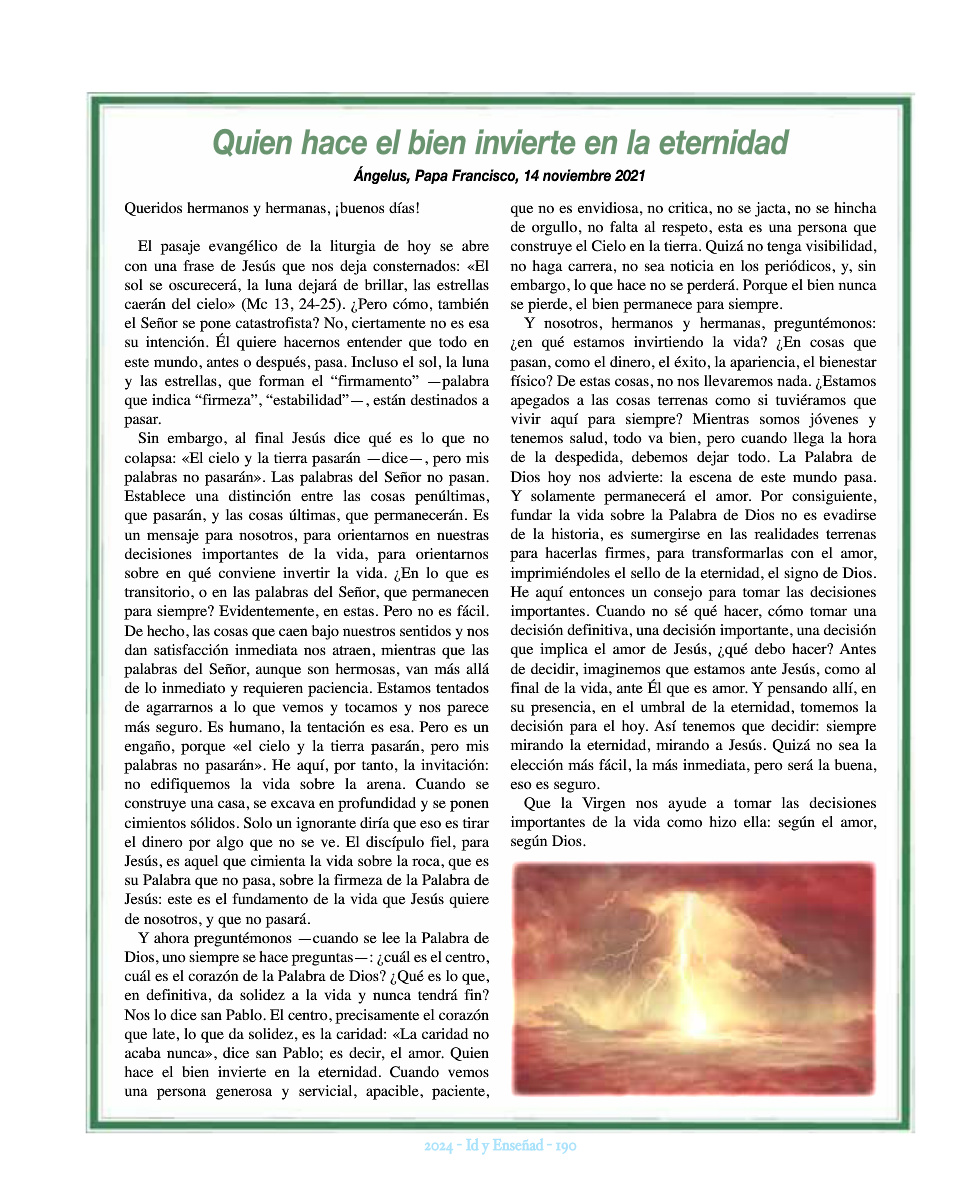 Quien hace el bien invierte en la eternidad
Ángelus, Papa Francisco, 14 noviembre 2021
Queridos hermanos y hermanas, ¡buenos días!
El pasaje evangélico de la liturgia de hoy se abre
con una frase de Jesús que nos deja consternados: «El
sol se oscurecerá, la luna dejará de brillar, las estrellas
caerán del cielo» (Mc 13, 24-25). ¿Pero cómo, también
el Señor se pone catastrofista? No, ciertamente no es esa
su intención. Él quiere hacernos entender que todo en
este mundo, antes o después, pasa. Incluso el sol, la luna
y las estrellas, que forman el “firmamento” —palabra
que indica “firmeza”, “estabilidad”—, están destinados a
pasar.
Sin embargo, al final Jesús dice qué es lo que no
colapsa: «El cielo y la tierra pasarán —dice—, pero mis
palabras no pasarán». Las palabras del Señor no pasan.
Establece una distinción entre las cosas penúltimas,
que pasarán, y las cosas últimas, que permanecerán. Es
un mensaje para nosotros, para orientarnos en nuestras
decisiones importantes de la vida, para orientarnos
sobre en qué conviene invertir la vida. ¿En lo que es
transitorio, o en las palabras del Señor, que permanecen
para siempre? Evidentemente, en estas. Pero no es fácil.
De hecho, las cosas que caen bajo nuestros sentidos y nos
dan satisfacción inmediata nos atraen, mientras que las
palabras del Señor, aunque son hermosas, van más allá
de lo inmediato y requieren paciencia. Estamos tentados
de agarrarnos a lo que vemos y tocamos y nos parece
más seguro. Es humano, la tentación es esa. Pero es un
engaño, porque «el cielo y la tierra pasarán, pero mis
palabras no pasarán». He aquí, por tanto, la invitación:
no edifiquemos la vida sobre la arena. Cuando se
construye una casa, se excava en profundidad y se ponen
cimientos sólidos. Solo un ignorante diría que eso es tirar
el dinero por algo que no se ve. El discípulo fiel, para
Jesús, es aquel que cimienta la vida sobre la roca, que es
su Palabra que no pasa, sobre la firmeza de la Palabra de
Jesús: este es el fundamento de la vida que Jesús quiere
de nosotros, y que no pasará.
Y ahora preguntémonos —cuando se lee la Palabra de
Dios, uno siempre se hace preguntas—: ¿cuál es el centro,
cuál es el corazón de la Palabra de Dios? ¿Qué es lo que,
en definitiva, da solidez a la vida y nunca tendrá fin?
Nos lo dice san Pablo. El centro, precisamente el corazón
que late, lo que da solidez, es la caridad: «La caridad no
acaba nunca», dice san Pablo; es decir, el amor. Quien
hace el bien invierte en la eternidad. Cuando vemos
una persona generosa y servicial, apacible, paciente,
que no es envidiosa, no critica, no se jacta, no se hincha
de orgullo, no falta al respeto, esta es una persona que
construye el Cielo en la tierra. Quizá no tenga visibilidad,
no haga carrera, no sea noticia en los periódicos, y, sin
embargo, lo que hace no se perderá. Porque el bien nunca
se pierde, el bien permanece para siempre.
Y nosotros, hermanos y hermanas, preguntémonos:
¿en qué estamos invirtiendo la vida? ¿En cosas que
pasan, como el dinero, el éxito, la apariencia, el bienestar
físico? De estas cosas, no nos llevaremos nada. ¿Estamos
apegados a las cosas terrenas como si tuviéramos que
vivir aquí para siempre? Mientras somos jóvenes y
tenemos salud, todo va bien, pero cuando llega la hora
de la despedida, debemos dejar todo. La Palabra de
Dios hoy nos advierte: la escena de este mundo pasa.
Y solamente permanecerá el amor. Por consiguiente,
fundar la vida sobre la Palabra de Dios no es evadirse
de la historia, es sumergirse en las realidades terrenas
para hacerlas firmes, para transformarlas con el amor,
imprimiéndoles el sello de la eternidad, el signo de Dios.
He aquí entonces un consejo para tomar las decisiones
importantes. Cuando no sé qué hacer, cómo tomar una
decisión definitiva, una decisión importante, una decisión
que implica el amor de Jesús, ¿qué debo hacer? Antes
de decidir, imaginemos que estamos ante Jesús, como al
final de la vida, ante Él que es amor. Y pensando allí, en
su presencia, en el umbral de la eternidad, tomemos la
decisión para el hoy. Así tenemos que decidir: siempre
mirando la eternidad, mirando a Jesús. Quizá no sea la
elección más fácil, la más inmediata, pero será la buena,
eso es seguro.
Que la Virgen nos ayude a tomar las decisiones
importantes de la vida como hizo ella: según el amor,
según Dios.
2024 - Id y Enseñad - 190